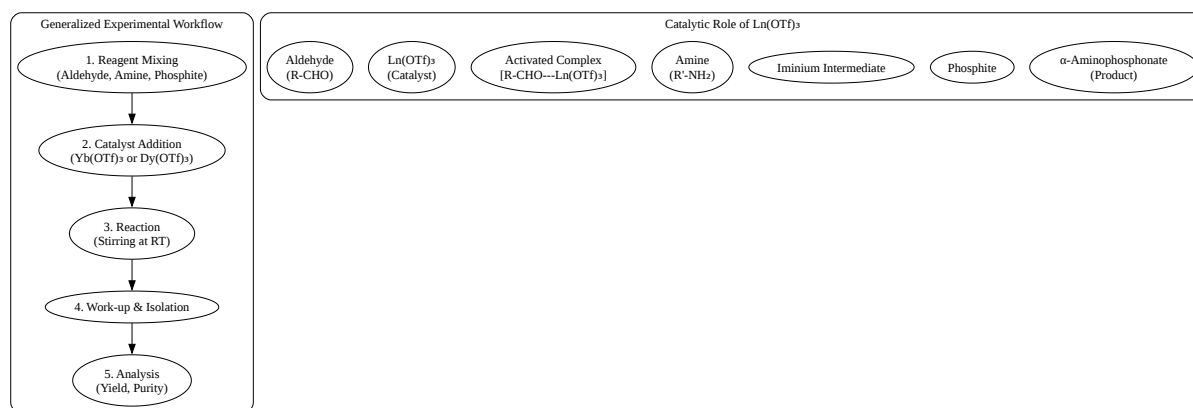 Generalized Experimental Workflow
1. Reagent Mixing
(Aldehyde, Amine, Phosphite)
2. Catalyst Addition
(Yb(OTf)₃ or Dy(OTf)₃)
3. Reaction
(Stirring at RT)
4. Work-up & Isolation
5. Analysis
(Yield, Purity)
Catalytic Role of Ln(OTf)₃
Aldehyde
(R-CHO)
Ln(OTf)₃
(Catalyst)
Activated Complex
[R-CHO---Ln(OTf)₃]
Amine
(R'-NH₂)
Iminium Intermediate
Phosphite
α-Aminophosphonate
(Product)